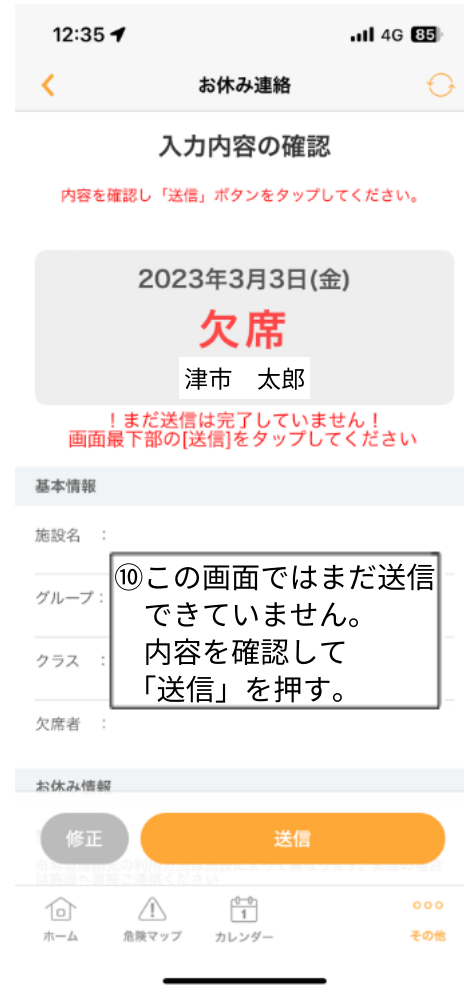 12:35
4G 85
お休み連絡
入力内容の確認
内容を確認し「送信」ボタンをタップしてください。
2023年3月3日(金)
欠席
津市 太郎
！まだ送信は完了していません！
画面最下部の[送信]をタップしてください
基本情報
施設名 ：
グループ：
クラス ：
欠席者 ：
⑩この画面ではまだ送信
できていません。
内容を確認して
「送信」を押す。
お休み情報
修正
送信
ホーム
危険マップ
1
カレンダー
その他